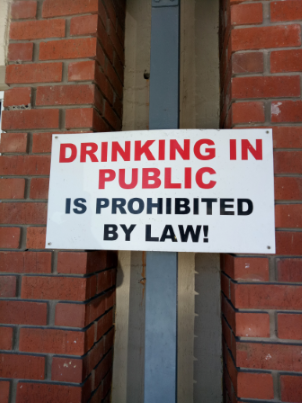 DRINKING IN
PUBLIC
IS PROHIBITED
BY LAW!